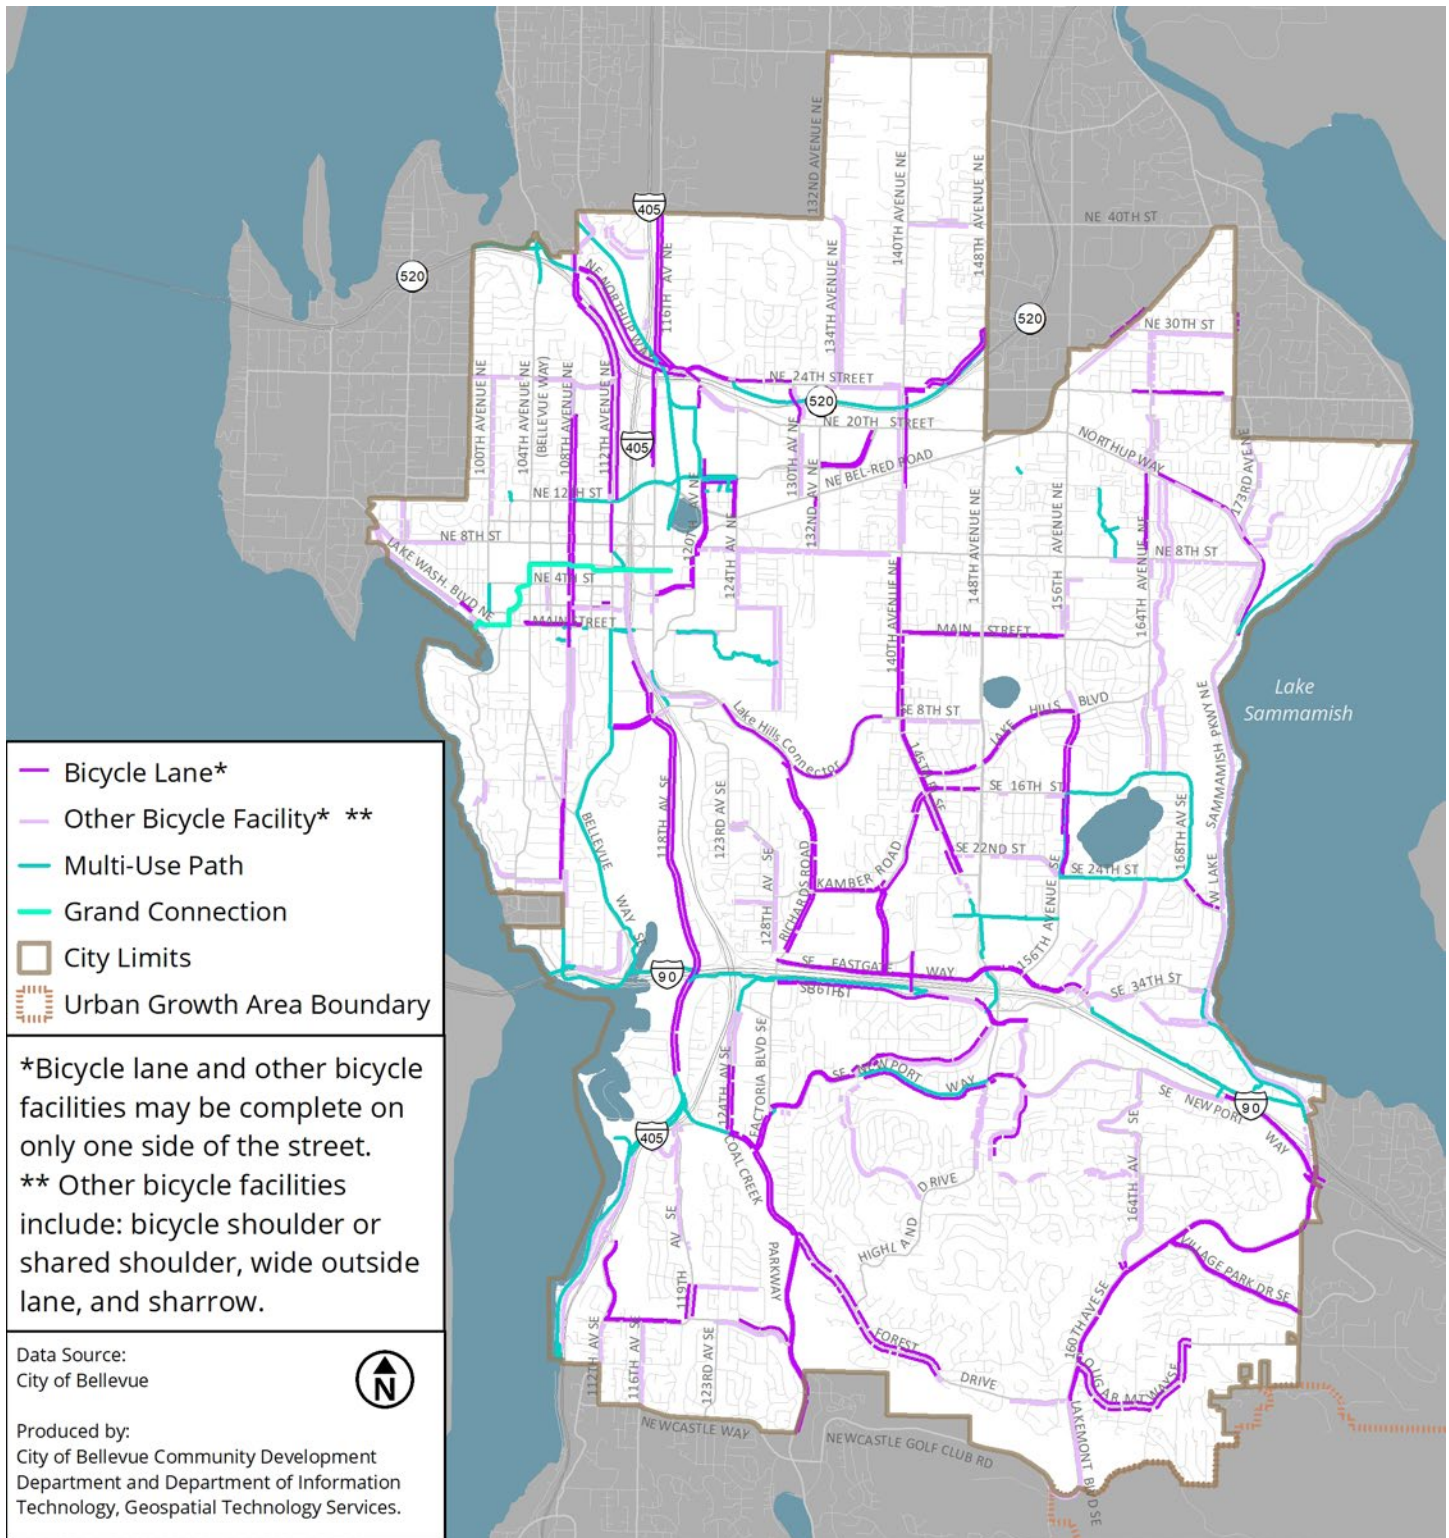 405
132ND AVENUE NE
140TH AVENUE NE
148TH AVENUE NE
NE 40TH ST
520
NE NORTHUP WAY
116TH AV NE
134TH AVENUE NE
520
NE 30TH ST
100TH AVENUE NE
104TH AVENUE NE
(BELLEVUE WAY)
108TH AVENUE NE
112TH AVENUE NE
NE 24TH STREET
520
NE 20TH STREET
405
130TH AV NE
132ND AV NE
NE BEL-RED ROAD
NORTHUP WAY
173RD AVE NE
NE 12TH ST
120TH AV NE
124TH AV NE
148TH AVENUE NE
156TH AVENUE NE
164TH AVENUE NE
NE 8TH ST
NE 8TH ST
LAKE WASH. BLVD NE
NE 4TH ST
MAIN STREET
140TH AVENUE NE
MAIN STREET
Lake
Sammamish
W LAKE SAMMAMISH PKWY NE
Lake Hills Connector
SE 8TH ST
LAKE HILLS BLVD
145TH PL SE
SE 16TH ST
118TH AV SE
123RD AV SE
BELLEVUE WAY SE
128TH AV SE
RICHARDS ROAD
KAMBER ROAD
SE 22ND ST
SE 24TH ST
168TH AV SE
156TH AVENUE SE
90
SE EASTGATE WAY
SE 36TH ST
SE 34TH ST
124TH AV SE
FACTORIA BLVD SE
SE NEWPORT WAY
SE NEWPORT WAY
90
405
COAL CREEK PARKWAY
164TH AV SE
HIGHLAND DRIVE
119TH AV SE
VILLAGE PARK DR SE
160TH AVE SE
112TH AV SE
116TH AV SE
123RD AV SE
FOREST DRIVE
COUGAR MT WAY SE
LAKEMONT BLVD SE
NEWCASTLE WAY
NEWCASTLE GOLF CLUB RD
Bicycle Lane*
Other Bicycle Facility* **
Multi-Use Path
Grand Connection
City Limits
Urban Growth Area Boundary
*Bicycle lane and other bicycle
facilities may be complete on
only one side of the street.
** Other bicycle facilities
include: bicycle shoulder or
shared shoulder, wide outside
lane, and sharrow.
Data Source:
City of Bellevue
N
Produced by:
City of Bellevue Community Development
Department and Department of Information
Technology, Geospatial Technology Services.